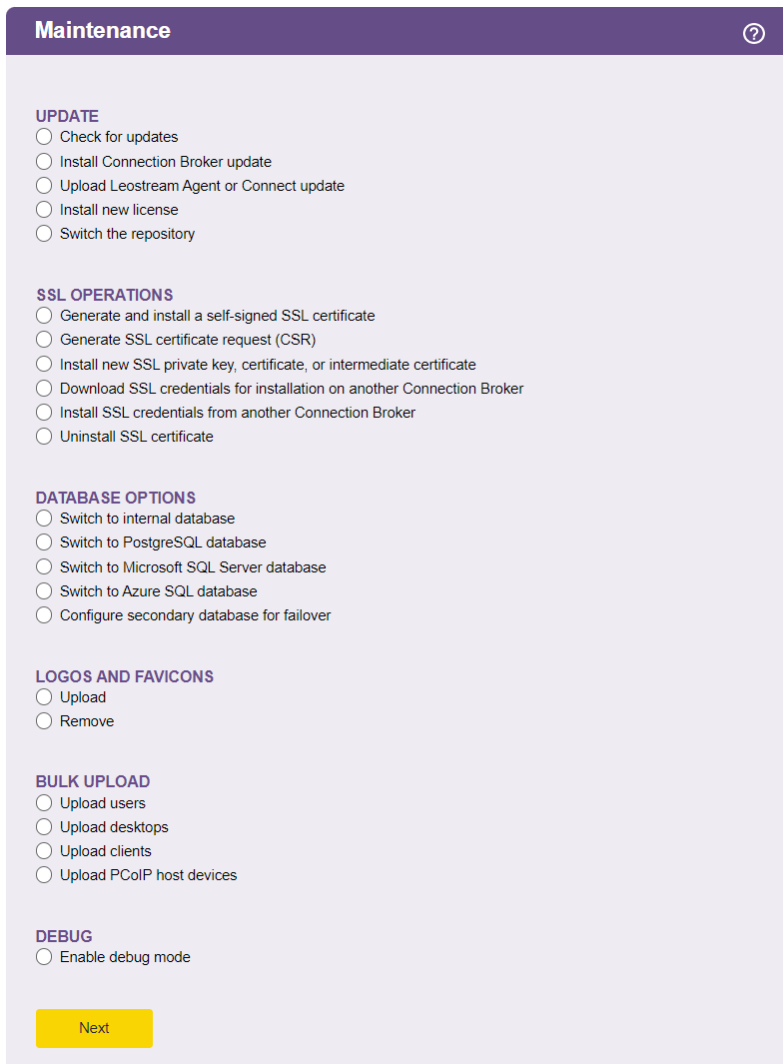 Maintenance
?
UPDATE
Check for updates
Install Connection Broker update
Upload Leostream Agent or Connect update
Install new license
Switch the repository
SSL OPERATIONS
Generate and install a self-signed SSL certificate
Generate SSL certificate request (CSR)
Install new SSL private key, certificate, or intermediate certificate
Download SSL credentials for installation on another Connection Broker
Install SSL credentials from another Connection Broker
Uninstall SSL certificate
DATABASE OPTIONS
Switch to internal database
Switch to PostgreSQL database
Switch to Microsoft SQL Server database
Switch to Azure SQL database
Configure secondary database for failover
LOGOS AND FAVICONS
Upload
Remove
BULK UPLOAD
Upload users
Upload desktops
Upload clients
Upload PCoIP host devices
DEBUG
Enable debug mode
Next